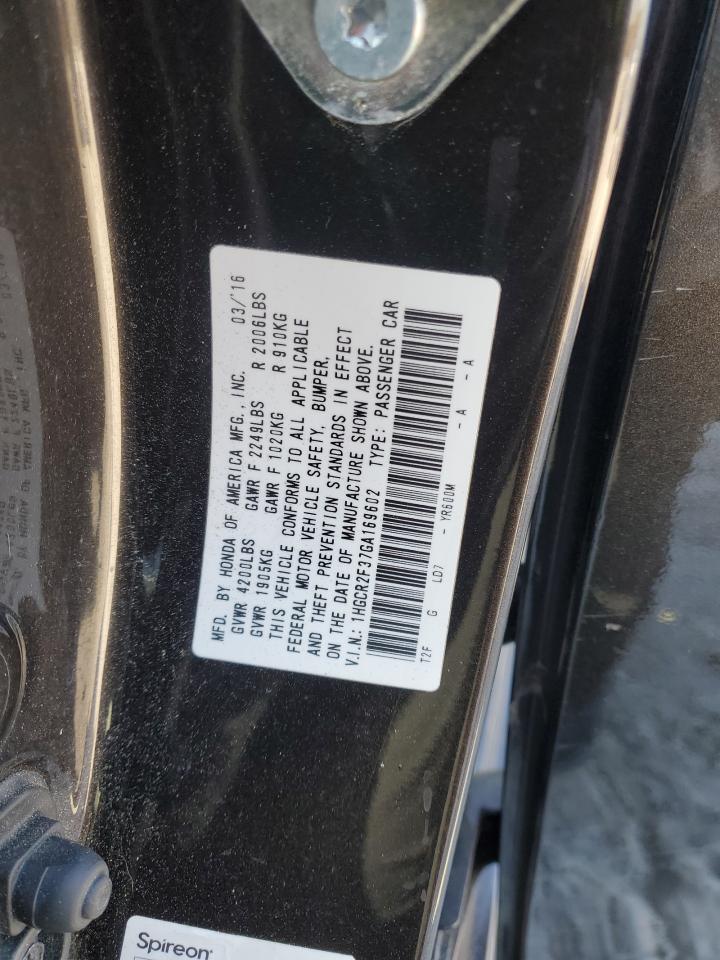 MFD. BY HONDA OF AMERICA MFG., INC. 03/'16
GVWR 4200LBS GAWR F 2249LBS R 2006LBS
GVWR 1905KG GAWR F 1020KG R 910KG
THIS VEHICLE CONFORMS TO ALL APPLICABLE
FEDERAL MOTOR VEHICLE SAFETY, BUMPER,
AND THEFT PREVENTION STANDARDS IN EFFECT
ON THE DATE OF MANUFACTURE SHOWN ABOVE.
V.I.N.: 1HGCR2F37GA169602 TYPE: PASSENGER CAR
T2F G LD7 - YR600M - A - A
Spireon